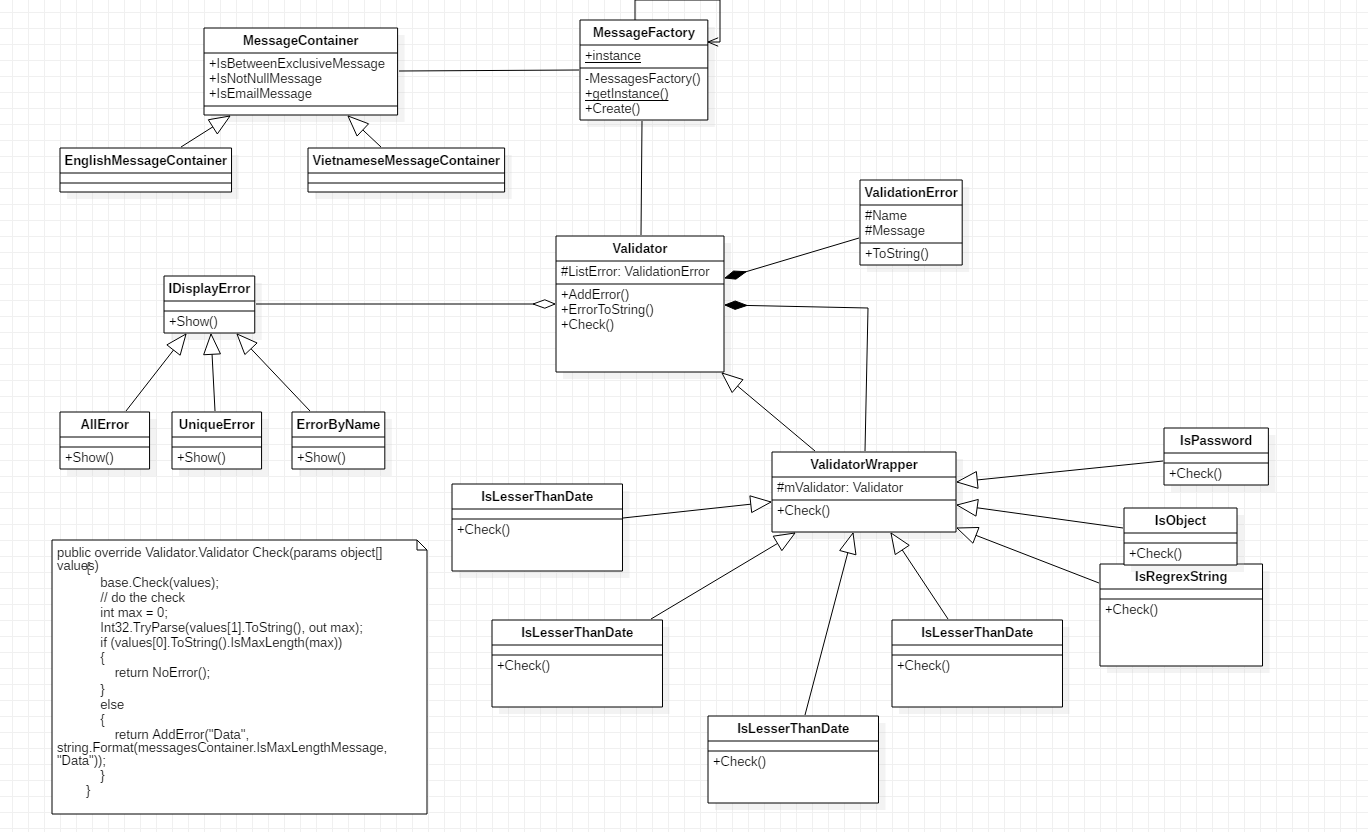 MessageContainer
+IsBetweenExclusiveMessage
+IsNotNullMessage
+IsEmailMessage
MessageFactory
+instance
-MessagesFactory()
+getInstance()
+Create()
EnglishMessageContainer
VietnameseMessageContainer
ValidationError
#Name
#Message
+ToString()
Validator
#ListError: ValidationError
+AddError()
+ErrorToString()
+Check()
IDisplayError
+Show()
AllError
+Show()
UniqueError
+Show()
ErrorByName
+Show()
ValidatorWrapper
#mValidator: Validator
+Check()
IsPassword
+Check()
IsLesserThanDate
+Check()
IsObject
+Check()
IsRegrexString
+Check()
IsLesserThanDate
+Check()
IsLesserThanDate
+Check()
IsLesserThanDate
+Check()
public override Validator.Validator Check(params object[]
values)
{
base.Check(values);
// do the check
int max = 0;
Int32.TryParse(values[1].ToString(), out max);
if (values[0].ToString().IsMaxLength(max))
{
return NoError();
}
else
{
return AddError("Data",
string.Format(messagesContainer.IsMaxLengthMessage,
"Data"));
}
}